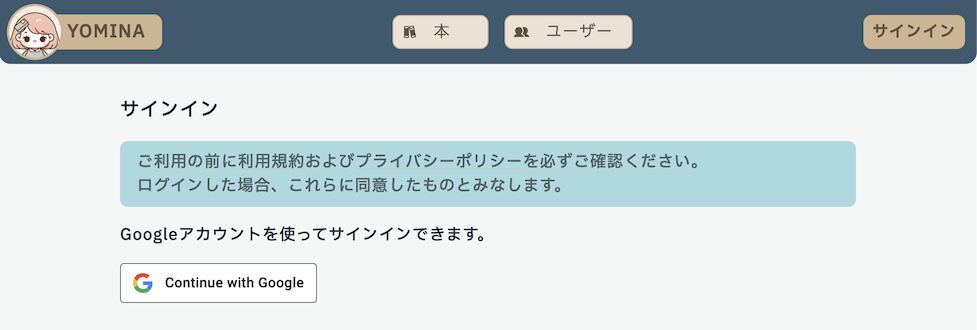 YOMINA
本
ユーザー
サインイン
サインイン
ご利用の前に利用規約およびプライバシーポリシーを必ずご確認ください。
ログインした場合、これらに同意したものとみなします。
Googleアカウントを使ってサインインできます。
Continue with Google